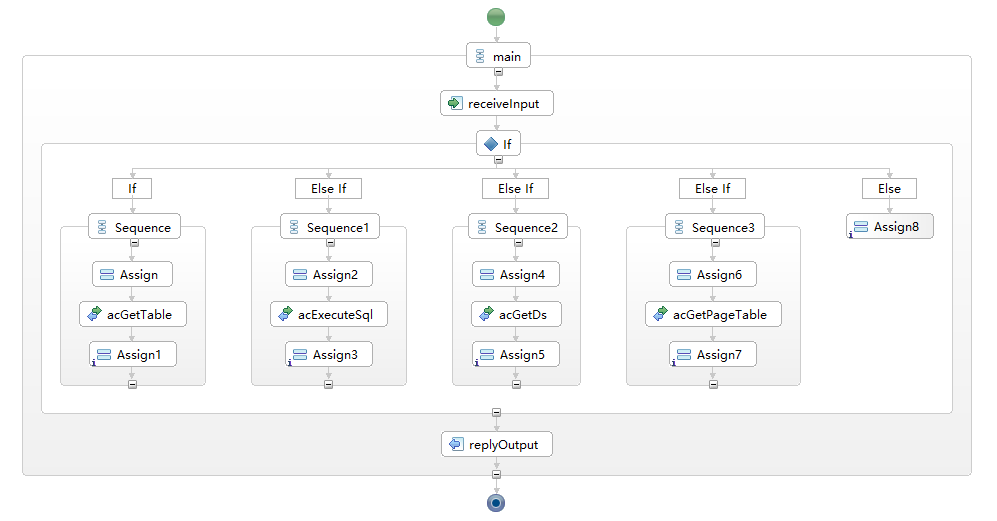 main
receiveInput
If
If
Else If
Else If
Else If
Else
Sequence
Sequence1
Sequence2
Sequence3
Assign8
Assign
Assign2
Assign4
Assign6
acGetTable
acExecuteSql
acGetDs
acGetPageTable
Assign1
Assign3
Assign5
Assign7
replyOutput